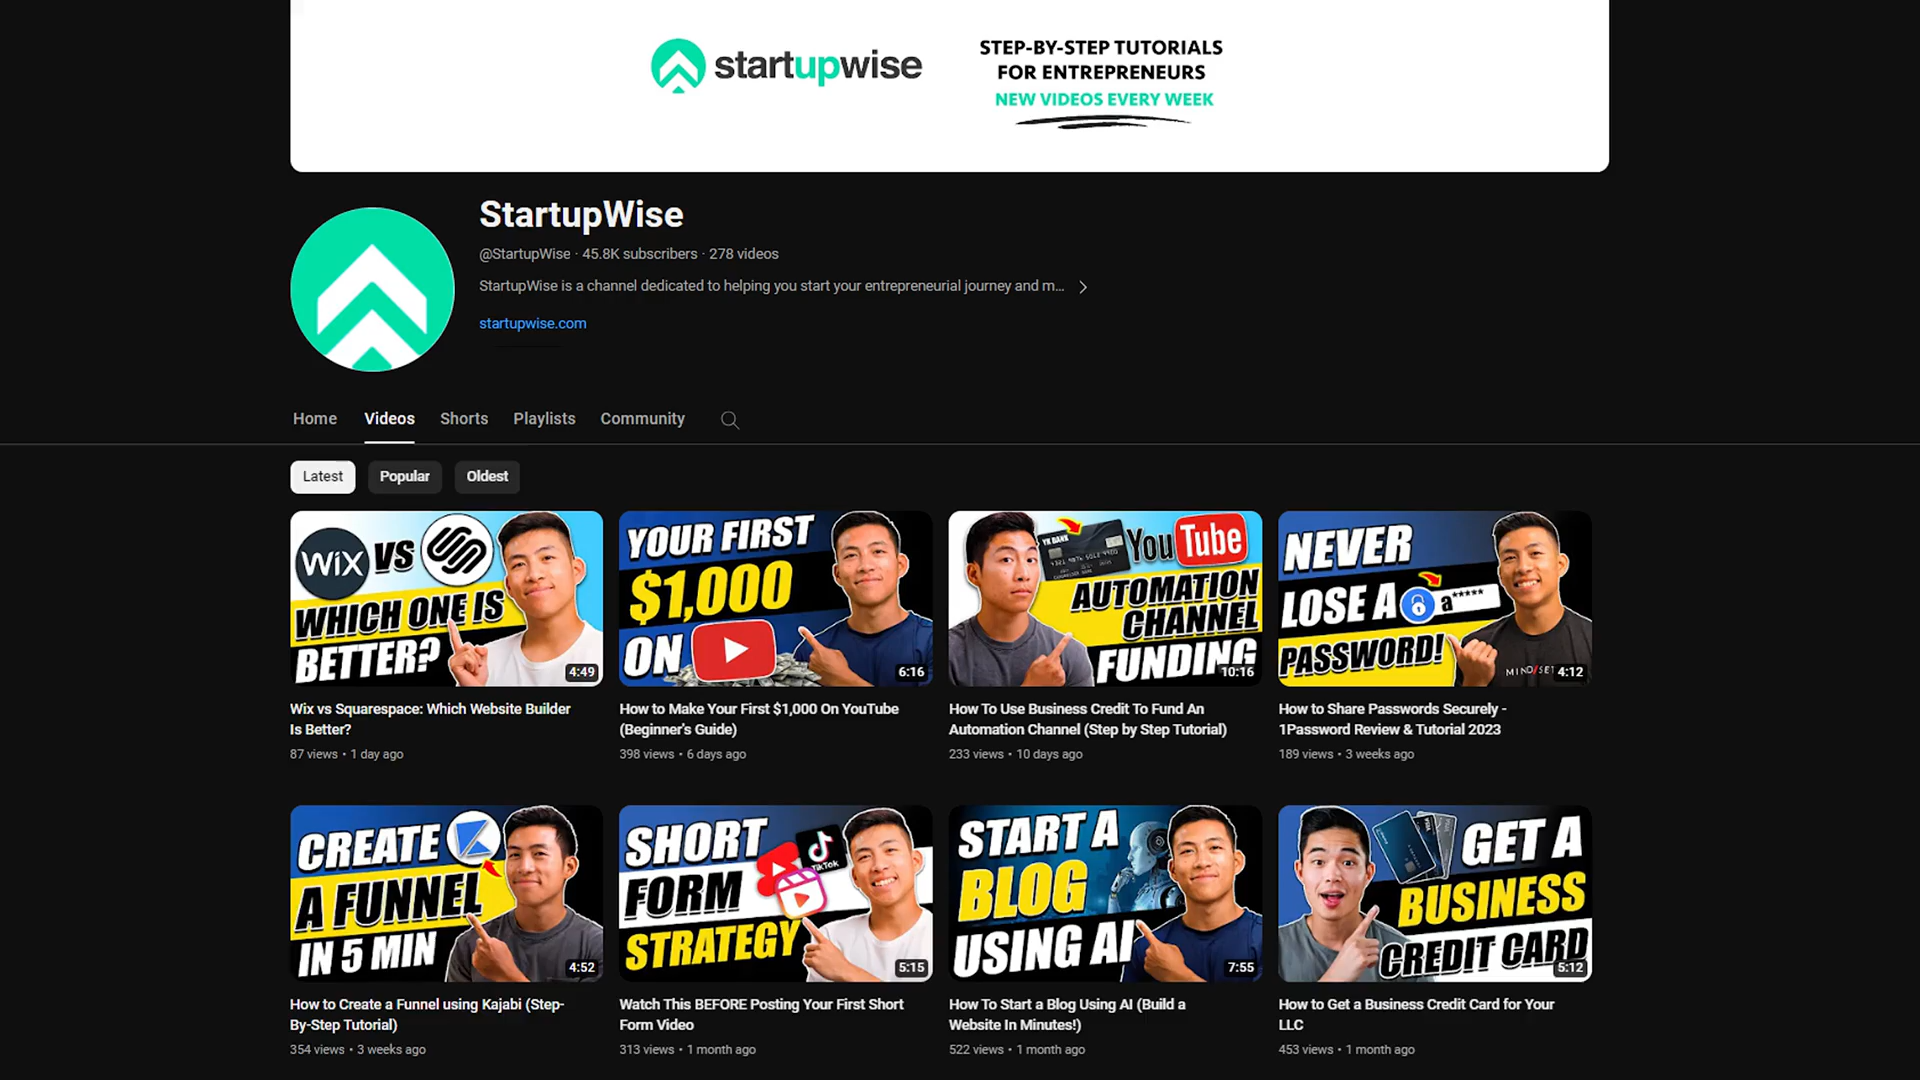 startupwise
STEP-BY-STEP TUTORIALS
FOR ENTREPRENEURS
NEW VIDEOS EVERY WEEK
StartupWise
@StartupWise · 45.8K subscribers · 278 videos
StartupWise is a channel dedicated to helping you start your entrepreneurial journey and m...
startupwise.com
Home Videos Shorts Playlists Community
Latest Popular Oldest
WiX VS
WHICH ONE IS
BETTER?
4:49
YOUR FIRST
$1,000
ON
6:16
YR BANK
YouTube
AUTOMATION
CHANNEL
FUNDING
10:16
NEVER
LOSE A a*****
PASSWORD!
MINDSET
4:12
Wix vs Squarespace: Which Website Builder
Is Better?
87 views • 1 day ago
How to Make Your First $1,000 On YouTube
(Beginner's Guide)
398 views • 6 days ago
How To Use Business Credit To Fund An
Automation Channel (Step by Step Tutorial)
233 views • 10 days ago
How to Share Passwords Securely -
1Password Review & Tutorial 2023
189 views • 3 weeks ago
CREATE
A FUNNEL
IN 5 MIN
4:52
SHORT
FORM
STRATEGY
TikTok
5:15
START A
BLOG
USING AI
7:55
GET A
BUSINESS
CREDIT CARD
5:12
How to Create a Funnel using Kajabi (Step-
By-Step Tutorial)
354 views • 3 weeks ago
Watch This BEFORE Posting Your First Short
Form Video
313 views • 1 month ago
How To Start a Blog Using AI (Build a
Website In Minutes!)
522 views • 1 month ago
How to Get a Business Credit Card for Your
LLC
453 views • 1 month ago